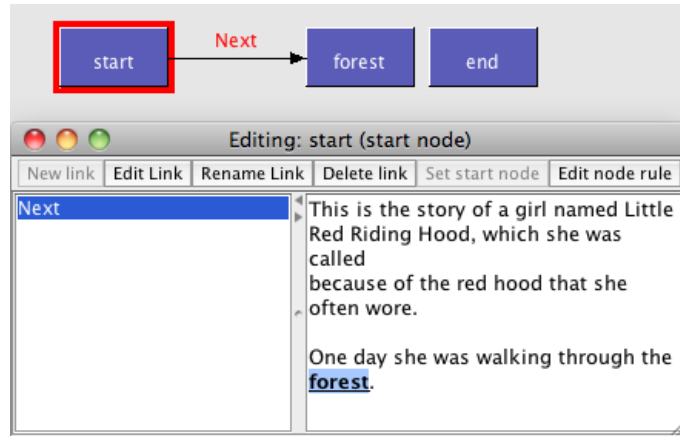 Next
start
forest
end
Editing: start (start node)
New link
Edit Link
Rename Link
Delete link
Set start node
Edit node rule
Next
This is the story of a girl named Little
Red Riding Hood, which she was
called
because of the red hood that she
often wore.
One day she was walking through the
forest.